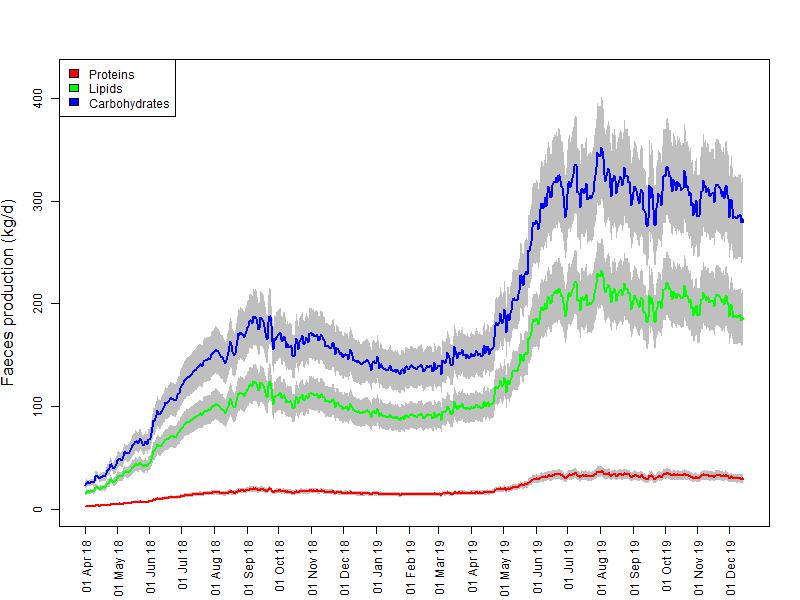 Proteins
Lipids
Carbohydrates
Faeces production (kg/d)
400
300
200
100
0
01 Apr 18
01 May 18
01 Jun 18
01 Jul 18
01 Aug 18
01 Sep 18
01 Oct 18
01 Nov 18
01 Dec 18
01 Jan 19
01 Feb 19
01 Mar 19
01 Apr 19
01 May 19
01 Jun 19
01 Jul 19
01 Aug 19
01 Sep 19
01 Oct 19
01 Nov 19
01 Dec 19